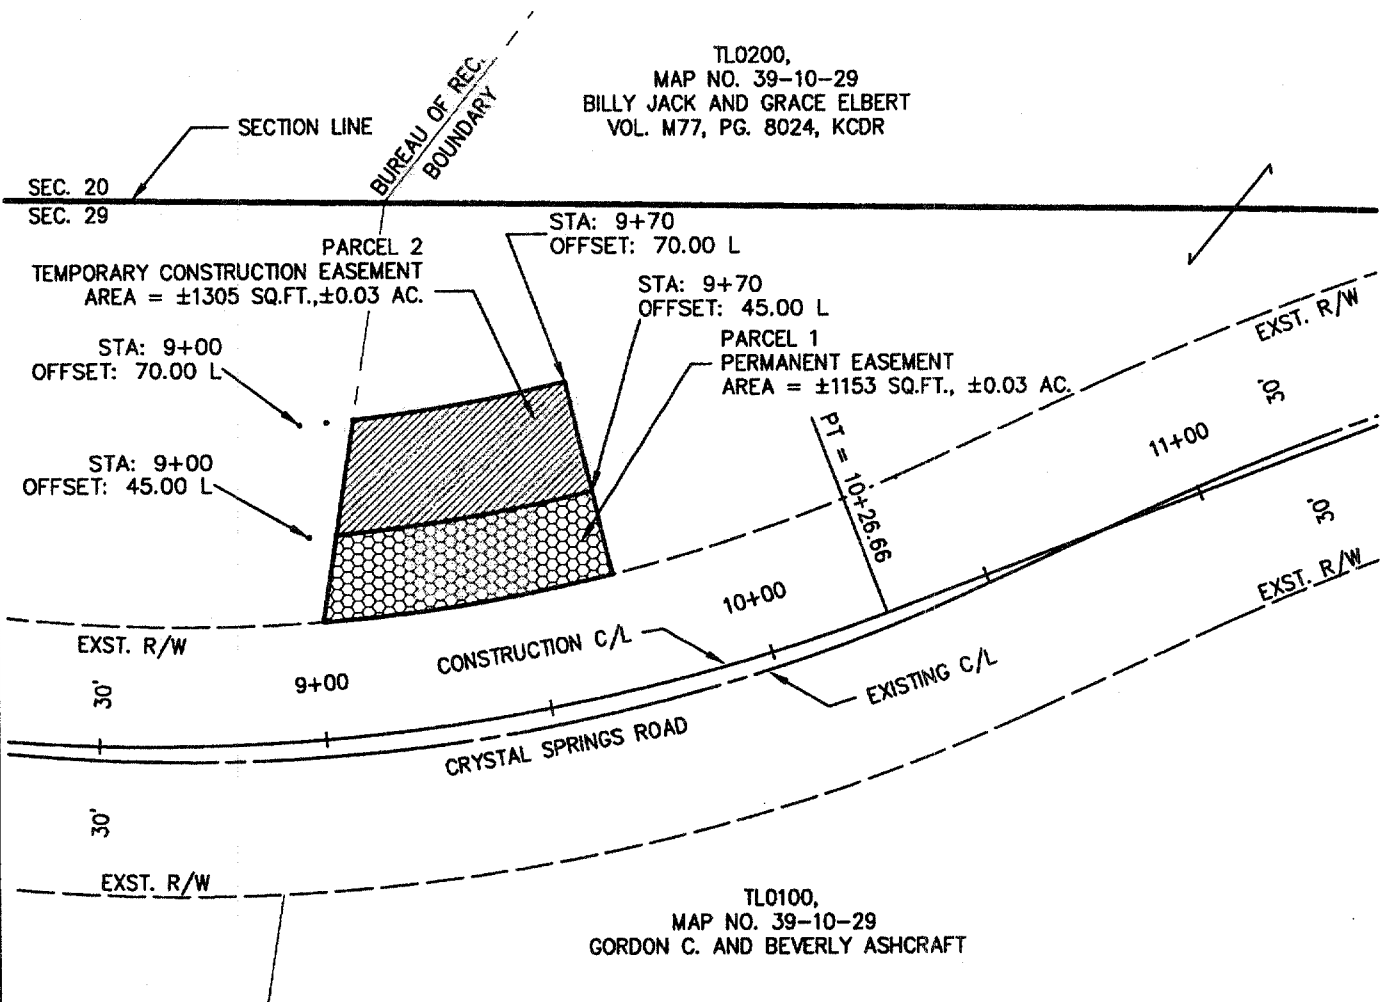 TL0200,
MAP NO. 39-10-29
BILLY JACK AND GRACE ELBERT
VOL. M77, PG. 8024, KCDR
BUREAU OF REC.
BOUNDARY
SECTION LINE
SEC. 20
SEC. 29
STA: 9+70
OFFSET: 70.00 L
PARCEL 2
TEMPORARY CONSTRUCTION EASEMENT
AREA = ±1305 SQ.FT.,±0.03 AC.
STA: 9+70
OFFSET: 45.00 L
PARCEL 1
PERMANENT EASEMENT
AREA = ±1153 SQ.FT., ±0.03 AC.
STA: 9+00
OFFSET: 70.00 L
STA: 9+00
OFFSET: 45.00 L
EXST. R/W
30'
PT = 10+26.66
11+00
30'
EXST. R/W
10+00
EXST. R/W
CONSTRUCTION C/L
9+00
30'
EXISTING C/L
CRYSTAL SPRINGS ROAD
30'
EXST. R/W
TL0100,
MAP NO. 39-10-29
GORDON C. AND BEVERLY ASHCRAFT